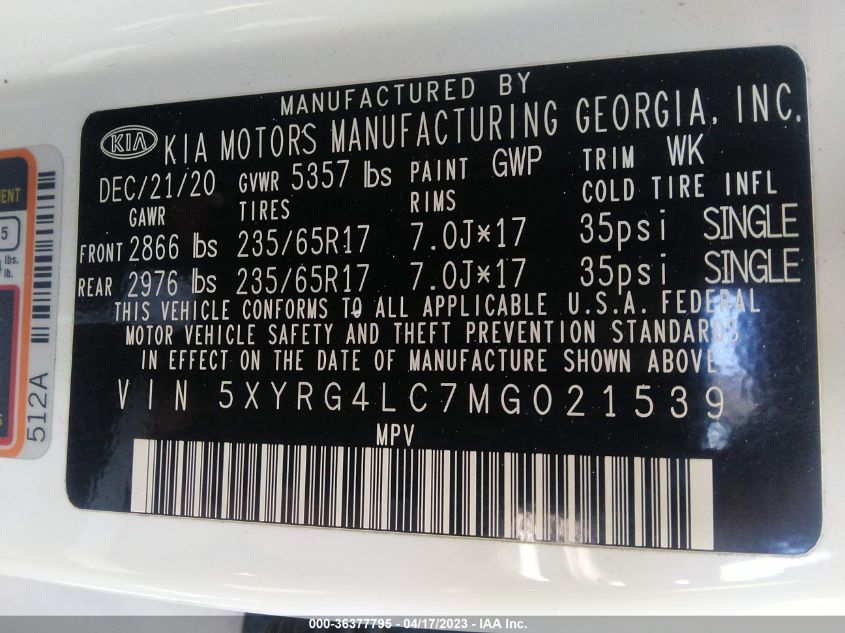 MANUFACTURED BY
KIA KIA MOTORS MANUFACTURING GEORGIA, INC.
DEC/21/20 GVWR 5357 lbs PAINT GWP TRIM WK
GAWR TIRES RIMS COLD TIRE INFL
FRONT 2866 lbs 235/65R17 7.0J*17 35psi SINGLE
REAR 2976 lbs 235/65R17 7.0J*17 35psi SINGLE
THIS VEHICLE CONFORMS TO ALL APPLICABLE U.S.A. FEDERAL
MOTOR VEHICLE SAFETY AND THEFT PREVENTION STANDARDS
IN EFFECT ON THE DATE OF MANUFACTURE SHOWN ABOVE
VIN 5XYRG4LC7MG021539
MPV
5
lbs.
lb.
512A
000-36377795 - 04/17/2023 - IAA Inc.